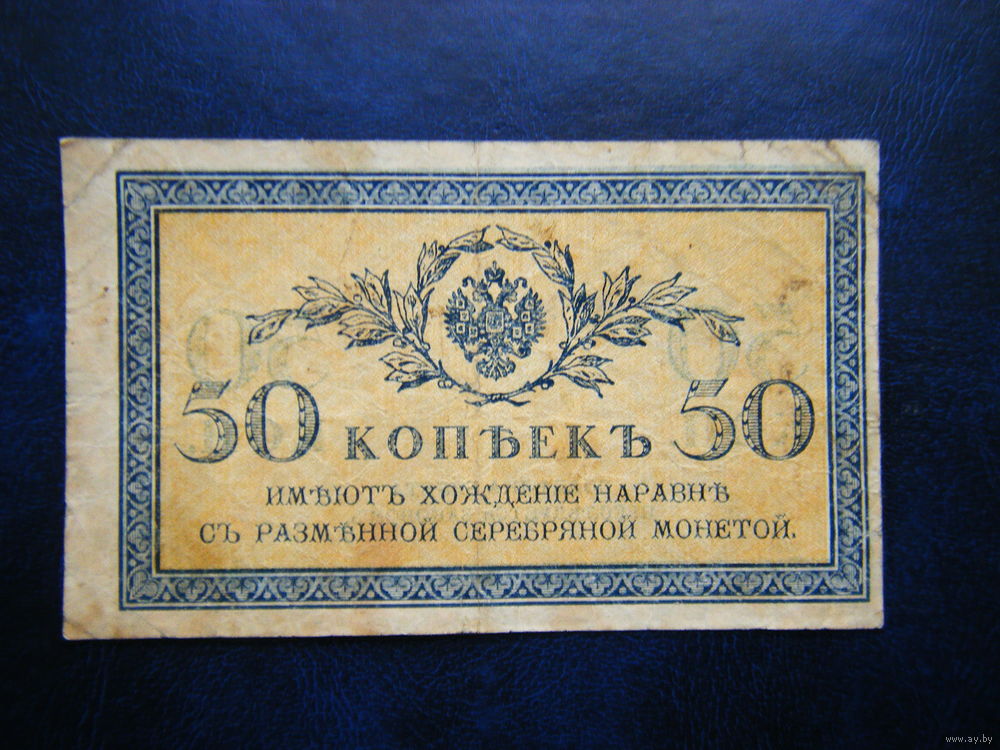 50 КОПѢЕКЪ 50
ИМѢЮТЪ ХОЖДЕНІЕ НАРАВНѢ
СЪ РАЗМѢННОЙ СЕРЕБРЯНОЙ МОНЕТОЙ.
www.ay.by